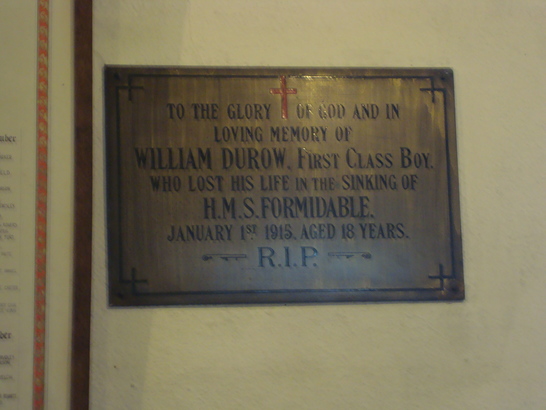 TO THE GLORY OF GOD AND IN
LOVING MEMORY OF
WILLIAM DUROW, FIRST CLASS BOY,
WHO LOST HIS LIFE IN THE SINKING OF
H.M.S. FORMIDABLE,
JANUARY 1ST 1915, AGED 18 YEARS.
R.I.P.